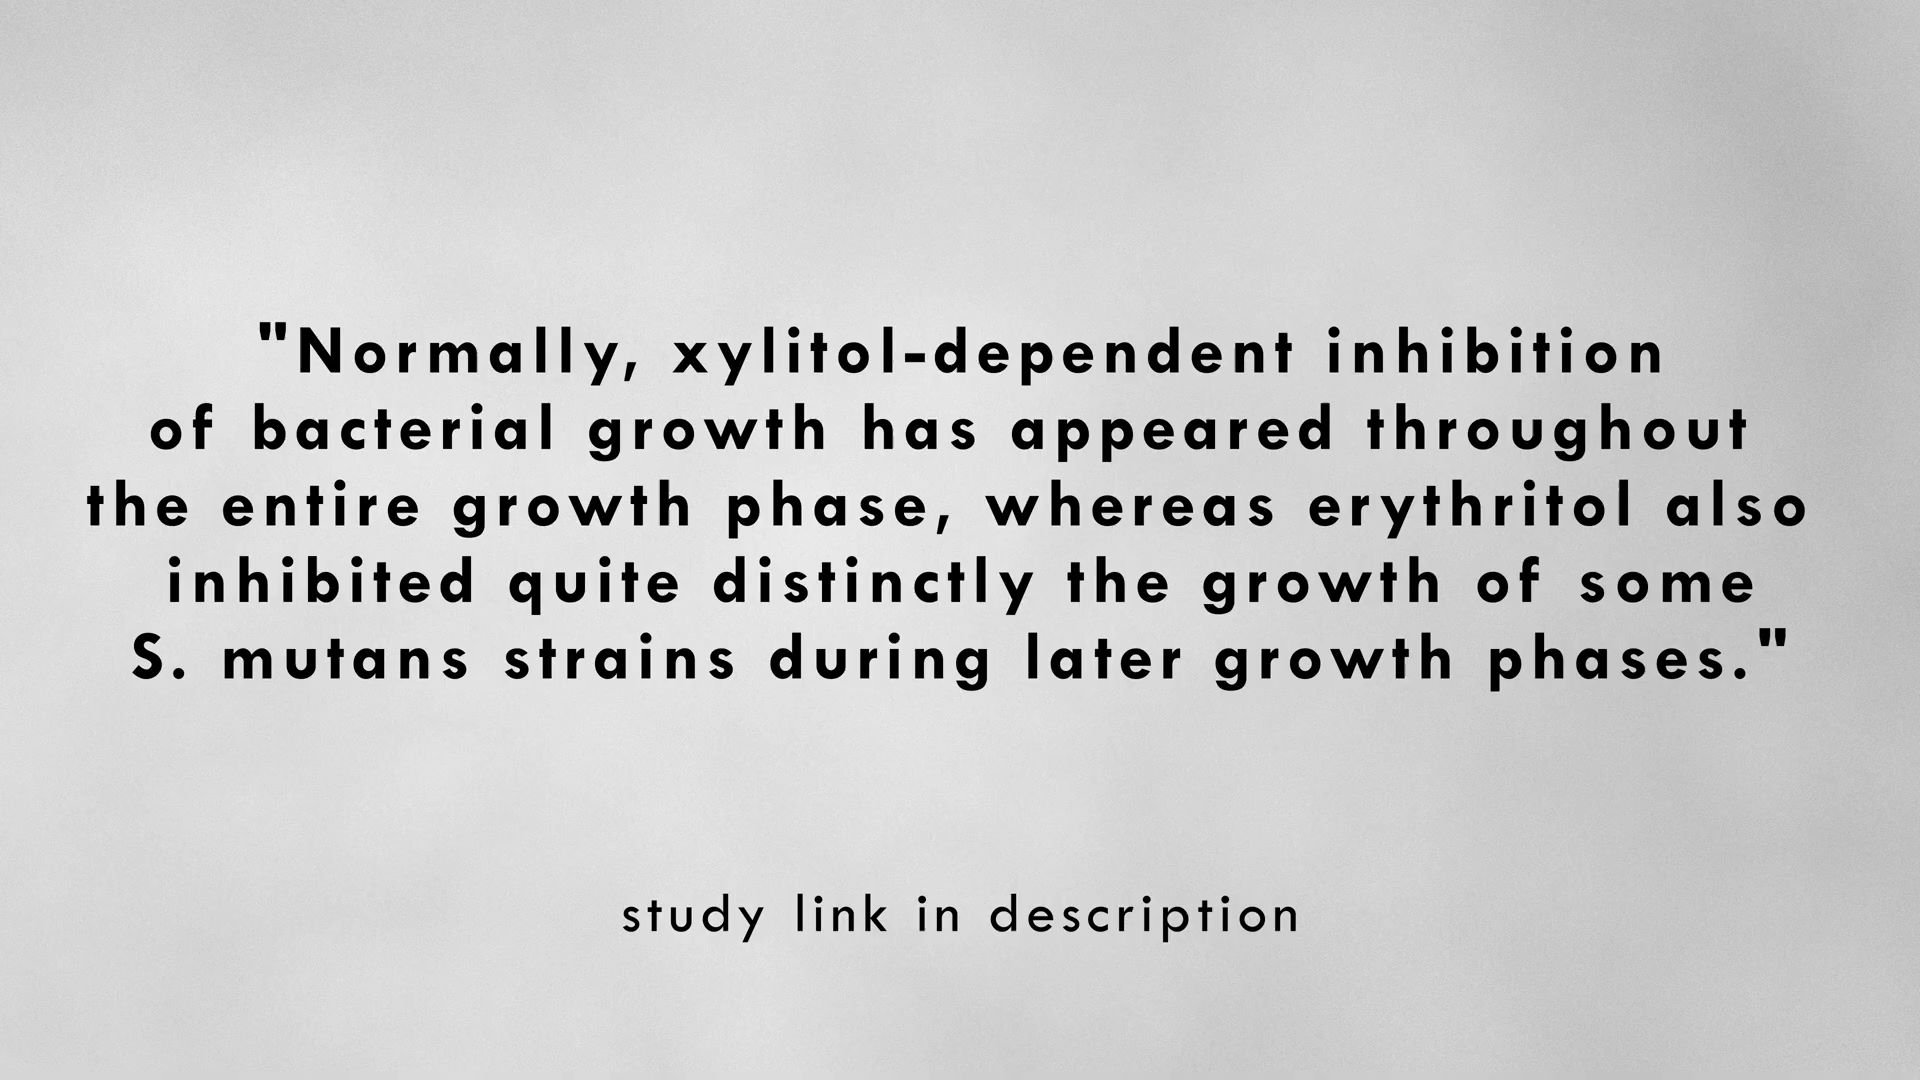 "Normally, xylitol-dependent inhibition
of bacterial growth has appeared throughout
the entire growth phase, whereas erythritol also
inhibited quite distinctly the growth of some
S. mutans strains during later growth phases."
study link in description